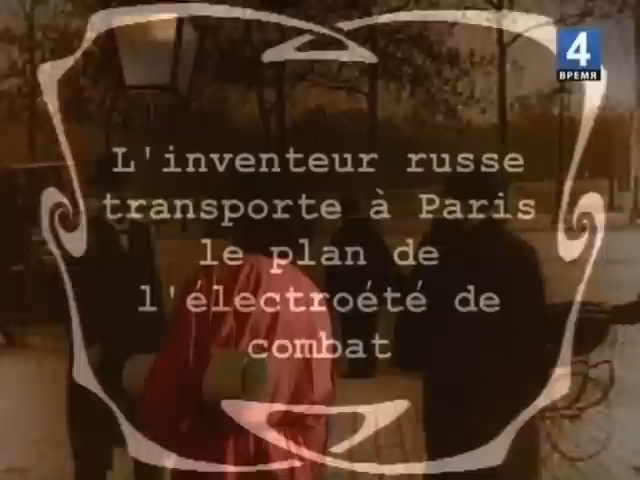 4
ВРЕМЯ
L'inventeur russe
transporte à Paris
le plan de
l'électroété de
combat